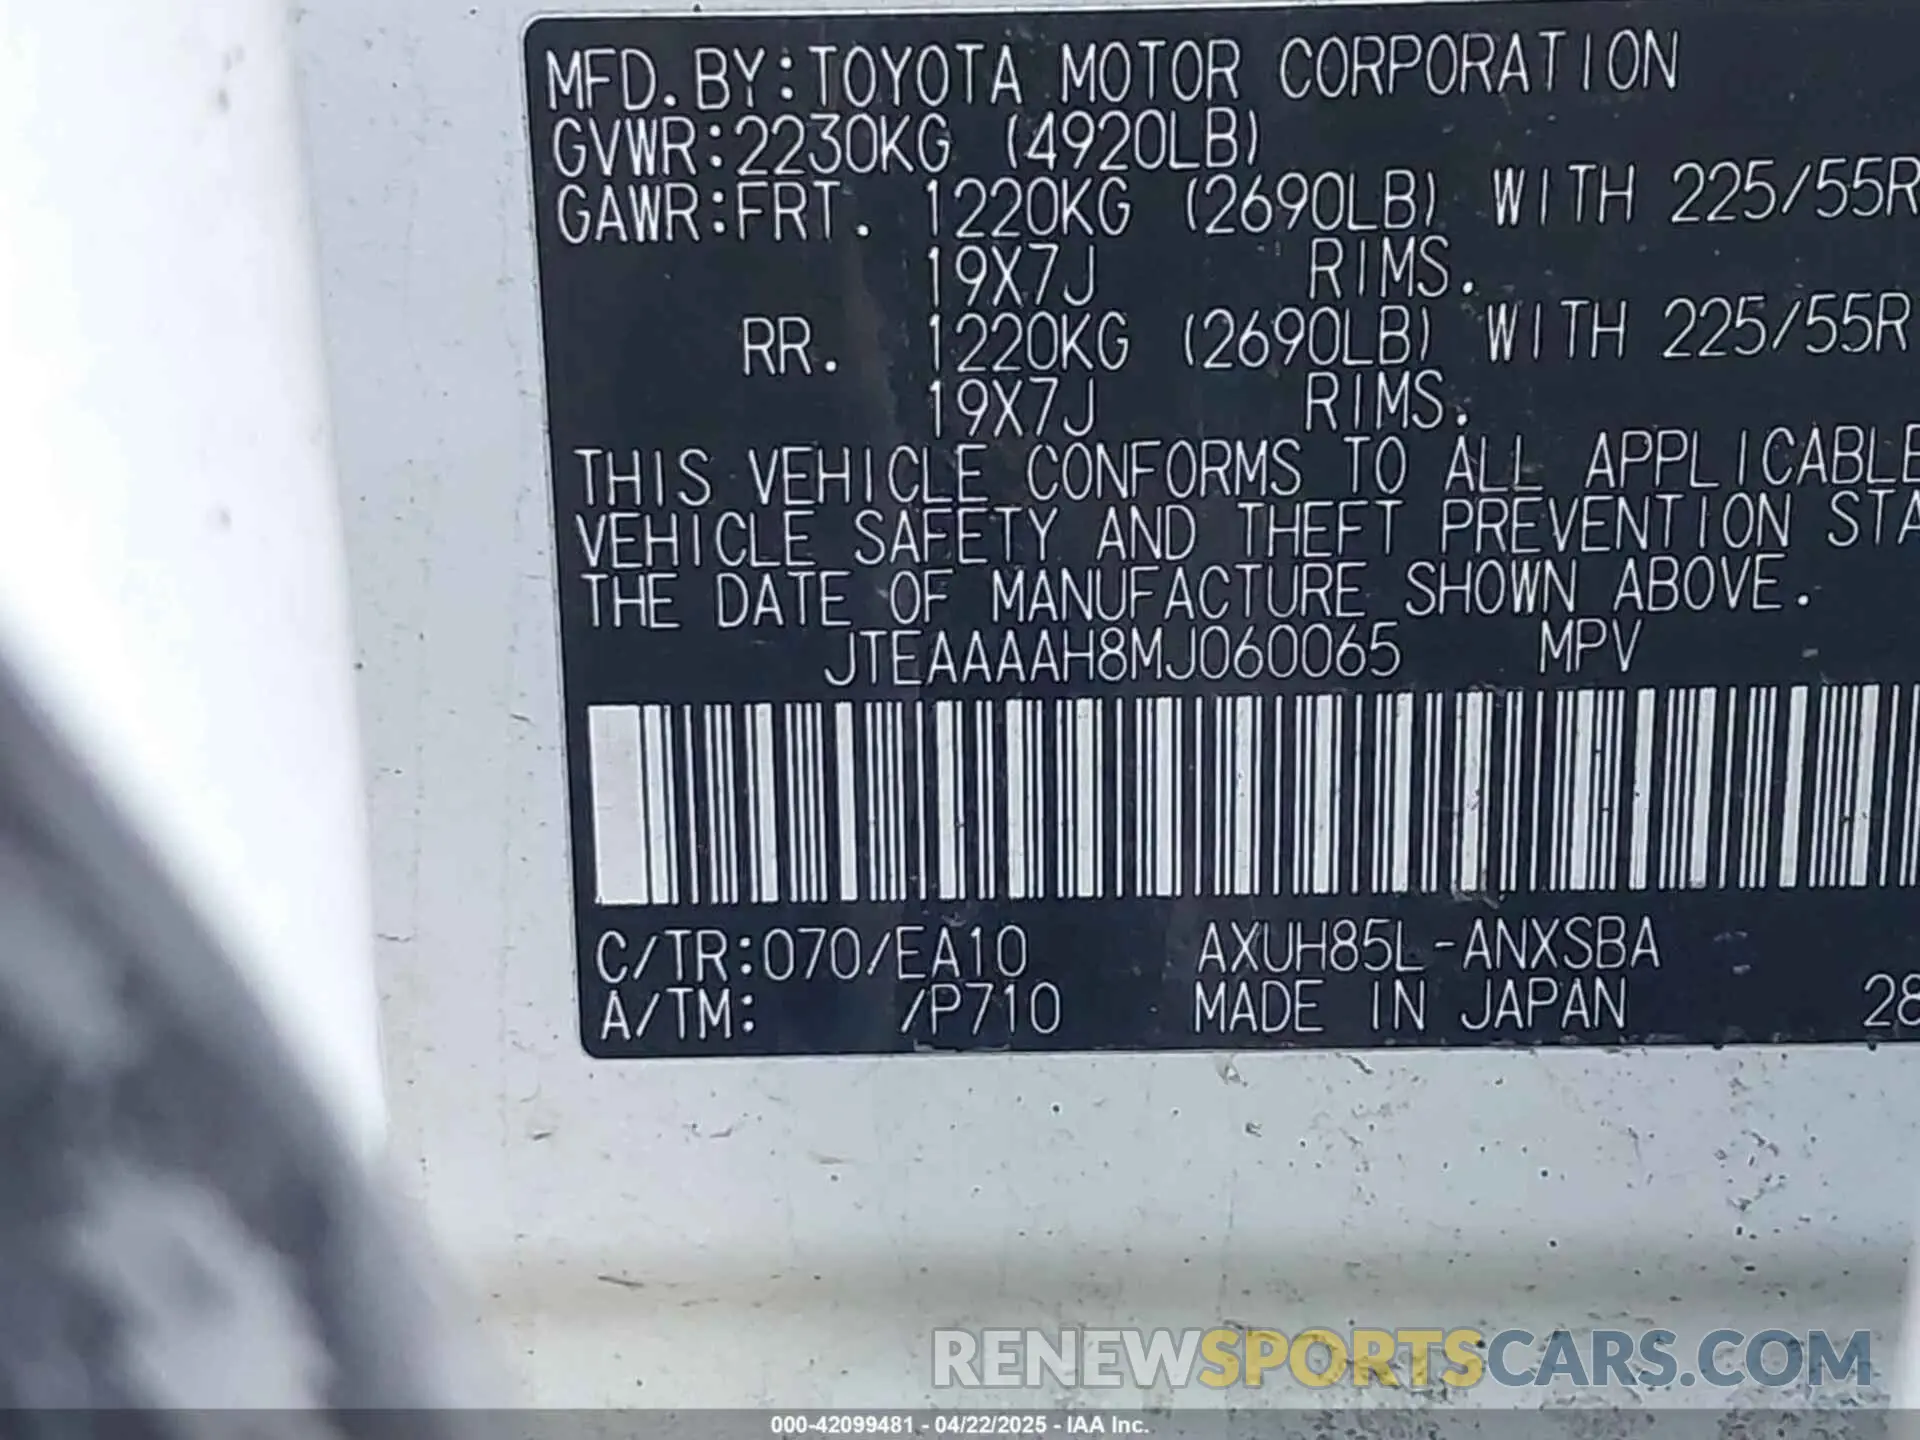 MFD. BY: TOYOTA MOTOR CORPORATION
GVWR: 2230KG (4920LB)
GAWR: FRT. 1220KG (2690LB) WITH 225/55R
19X7J RIMS.
RR. 1220KG (2690LB) WITH 225/55R
19X7J RIMS.
THIS VEHICLE CONFORMS TO ALL APPLICABLE
VEHICLE SAFETY AND THEFT PREVENTION STA
THE DATE OF MANUFACTURE SHOWN ABOVE.
JTEAAAAH8MJ060065 MPV
C/TR: 070/EA10 AXUH85L-ANXSBA
A/TM: /P710 MADE IN JAPAN 28
RENEWSPORTSCARS.COM
000-42099481 - 04/22/2025 - IAA Inc.